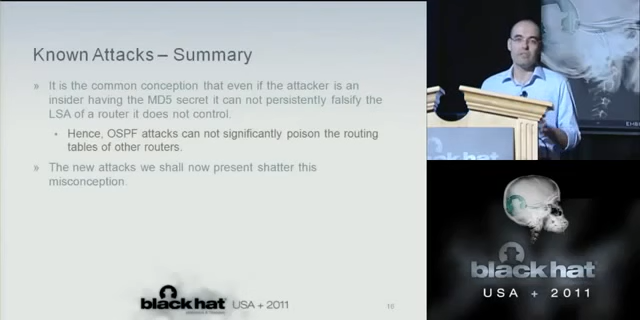 Known Attacks – Summary
» It is the common conception that even if the attacker is an
insider having the MD5 secret it can not persistently falsify the
LSA of a router it does not control.
• Hence, OSPF attacks can not significantly poison the routing
tables of other routers.
» The new attacks we shall now present shatter this
misconception.
black hat USA + 2011
black hat
USA + 2011